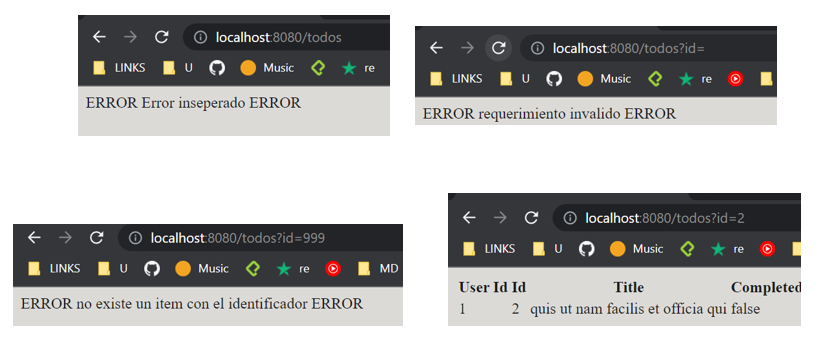 localhost:8080/todos
LINKS U Music re
ERROR Error inseperado ERROR
localhost:8080/todos?id=
LINKS U Music re
ERROR requerimiento invalido ERROR
localhost:8080/todos?id=999
LINKS U Music re MD
ERROR no existe un item con el identificador ERROR
localhost:8080/todos?id=2
LINKS U Music re
User Id Id Title Completed
1 2 quis ut nam facilis et officia qui false